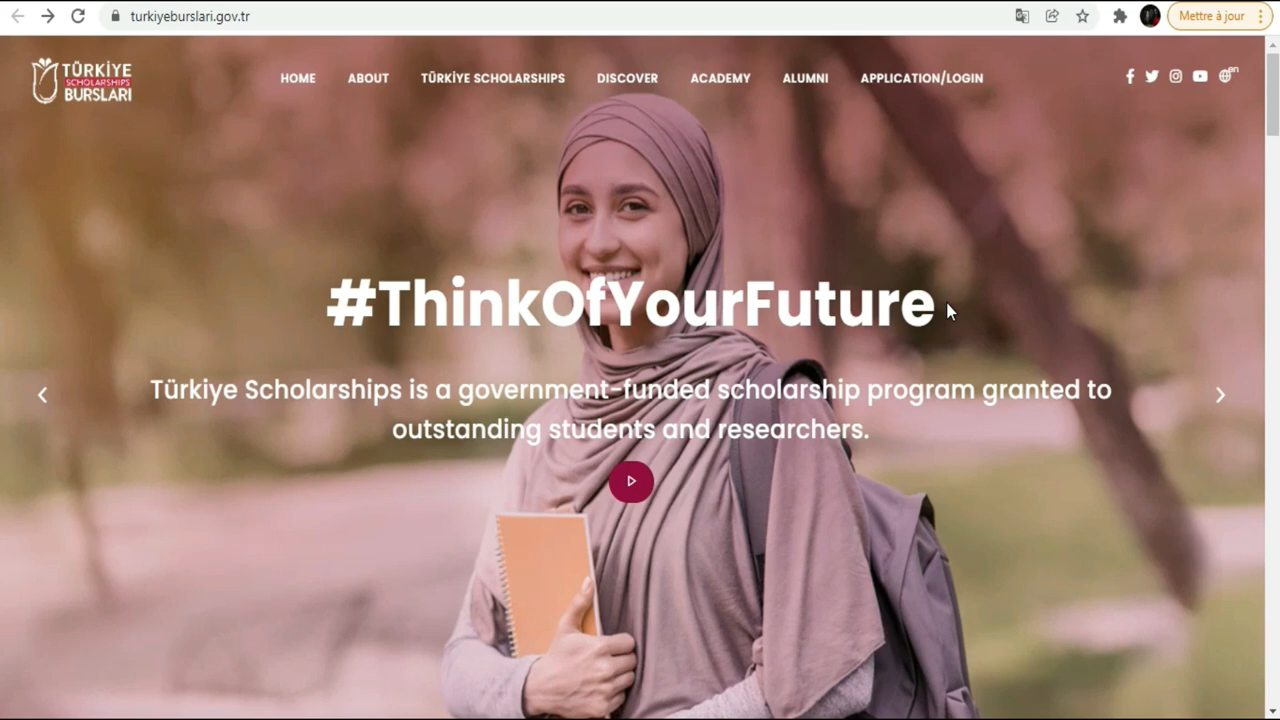 turkiyeburslari.gov.tr
Mettre à jour
TÜRKİYE
SCHOLARSHIPS
BURSLARI
HOME ABOUT TÜRKİYE SCHOLARSHIPS DISCOVER ACADEMY ALUMNI APPLICATION/LOGIN
en
#ThinkOfYourFuture
Türkiye Scholarships is a government-funded scholarship program granted to
outstanding students and researchers.